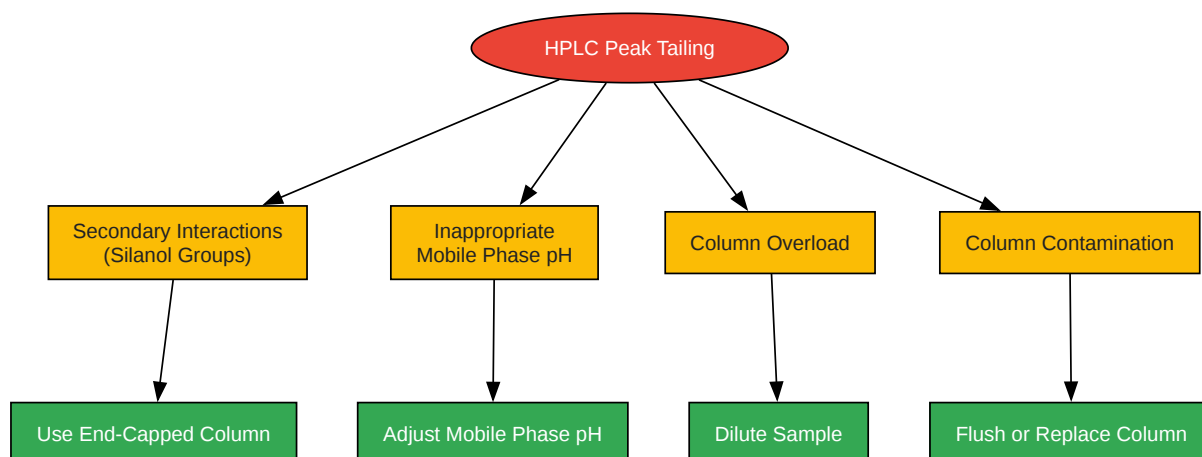 HPLC Peak Tailing
Secondary Interactions
(Silanol Groups)
Inappropriate
Mobile Phase pH
Column Overload
Column Contamination
Use End-Capped Column
Adjust Mobile Phase pH
Dilute Sample
Flush or Replace Column